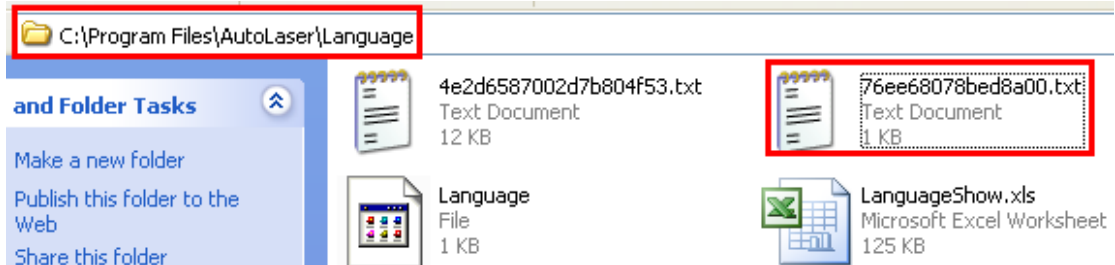 C:\Program Files\AutoLaser\Language
and Folder Tasks
Make a new folder
Publish this folder to the
Web
Share this folder
4e2d6587002d7b804f53.txt
Text Document
12 KB
76ee68078bed8a00.txt
Text Document
1 KB
Language
File
1 KB
LanguageShow.xls
Microsoft Excel Worksheet
125 KB